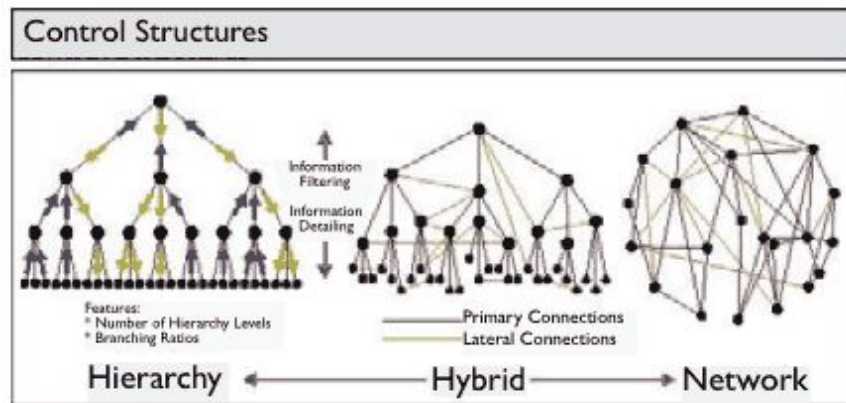 Control Structures
Information
Filtering
Information
Detailing
Features:
* Number of Hierarchy Levels
* Branching Ratios
Primary Connections
Lateral Connections
Hierarchy
Hybrid
Network